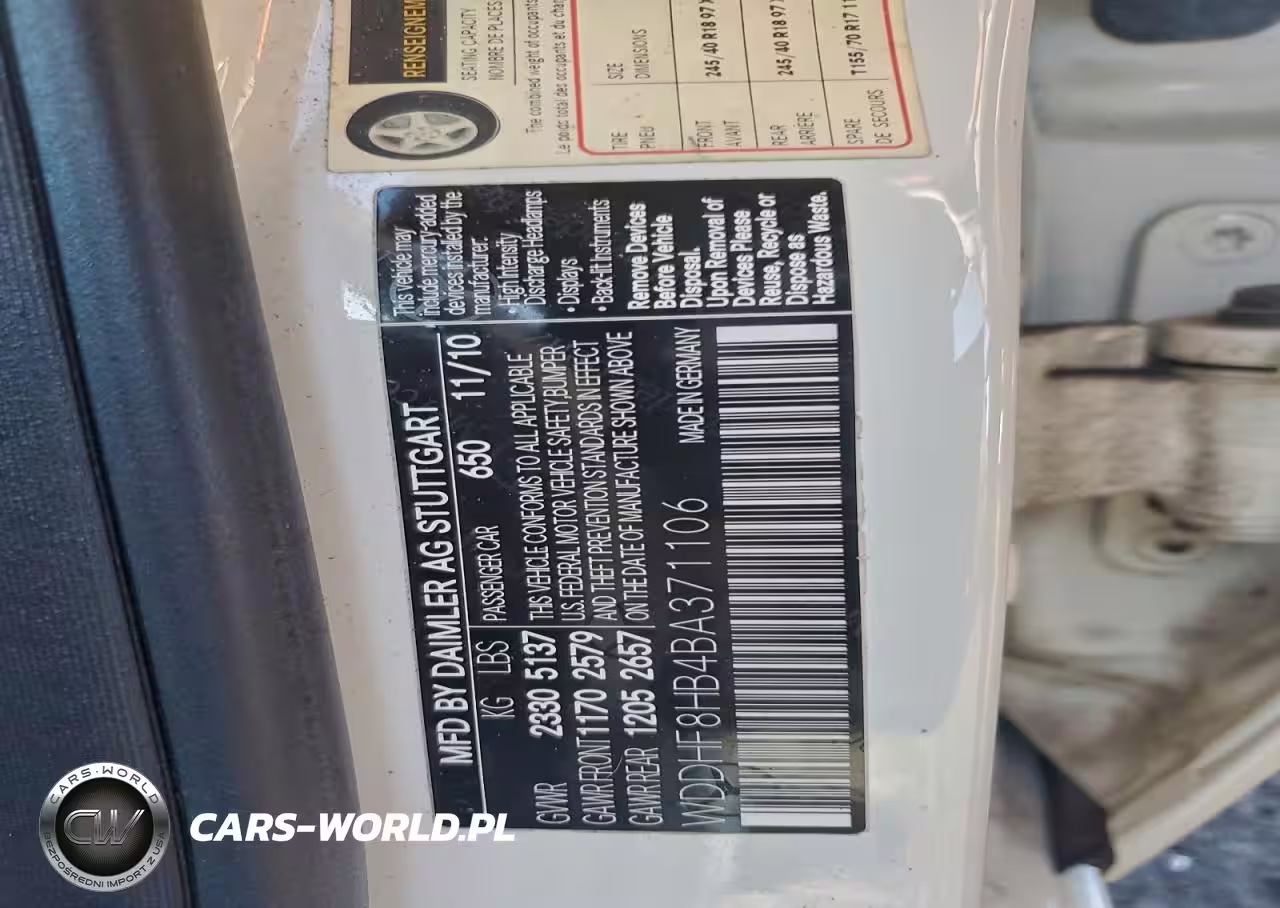 RENSEIGNEM
SEATING CAPACITY
NOMBRE DE PLACES
The combined weight of occupants
Le poids total des occupants et du char
TIRE SIZE
PNEU DIMENSIONS
FRONT 245/40 R18 97
AVANT
REAR 245/40 R18 97
ARRIÈRE
SPARE T155/70 R17 11
DE SECOURS
MFD BY DAIMLER AG STUTTGART
KG LBS PASSENGER CAR 650 11/10
GVWR 2330 5137
GAWR FRONT 1170 2579
GAWR REAR 1205 2657
THIS VEHICLE CONFORMS TO ALL APPLICABLE
U.S. FEDERAL MOTOR VEHICLE SAFETY,BUMPER
AND THEFT PREVENTION STANDARDS IN EFFECT
ON THE DATE OF MANUFACTURE SHOWN ABOVE
WDDHF8HB4BA371106 MADE IN GERMANY
This Vehicle may
include mercury-added
devices installed by the
manufacturer:
• High Intensity
Discharge Headlamps
• Displays
• Back-lit Instruments
Remove Devices
Before Vehicle
Disposal.
Upon Removal of
Devices Please
Reuse, Recycle or
Dispose as
Hazardous Waste.
CARS-WORLD
CW
BEZPOŚREDNI IMPORT Z USA
CARS-WORLD.PL